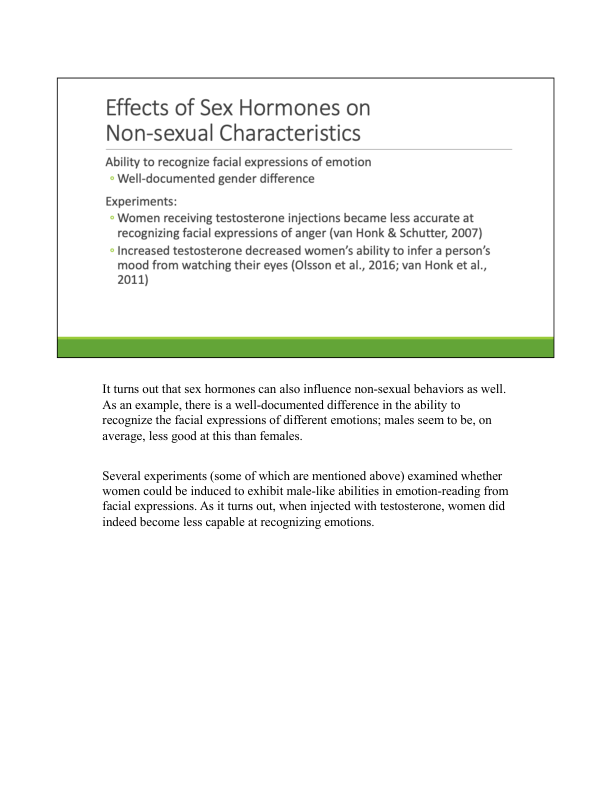 Effects of Sex Hormones on
Non-sexual Characteristics
Ability to recognize facial expressions of emotion
◦ Well-documented gender difference
Experiments:
◦ Women receiving testosterone injections became less accurate at
recognizing facial expressions of anger (van Honk & Schutter, 2007)
◦ Increased testosterone decreased women's ability to infer a person's
mood from watching their eyes (Olsson et al., 2016; van Honk et al.,
2011)
It turns out that sex hormones can also influence non-sexual behaviors as well.
As an example, there is a well-documented difference in the ability to
recognize the facial expressions of different emotions; males seem to be, on
average, less good at this than females.
Several experiments (some of which are mentioned above) examined whether
women could be induced to exhibit male-like abilities in emotion-reading from
facial expressions. As it turns out, when injected with testosterone, women did
indeed become less capable at recognizing emotions.